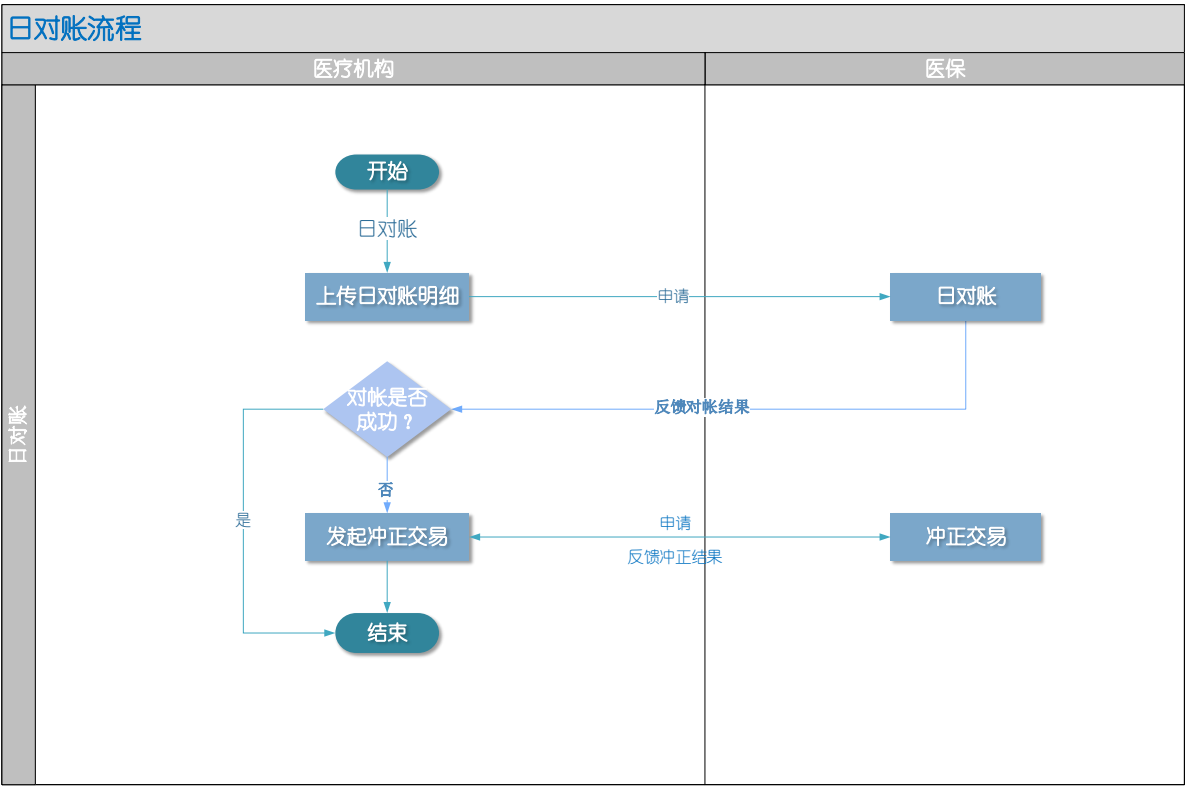 日对账流程
医疗机构
医保
日对账
开始
日对账
上传日对账明细
申请
日对账
对帐是否
成功？
反馈对帐结果
是
否
发起冲正交易
申请
反馈冲正结果
冲正交易
结束